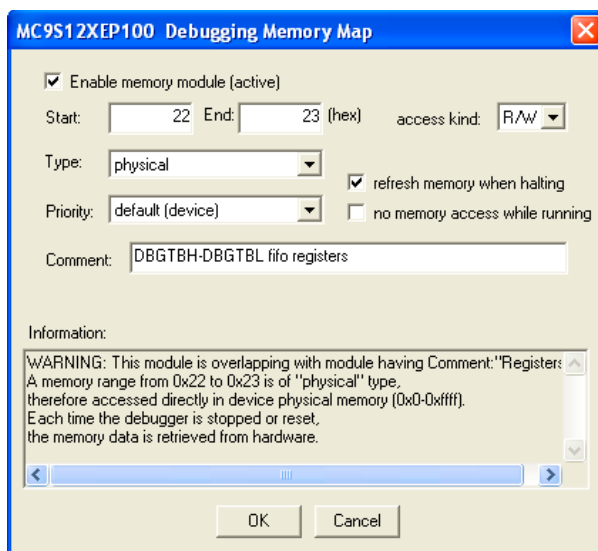 MC9S12XEP100 Debugging Memory Map
Enable memory module (active)
Start: 22 End: 23 (hex) access kind: R/W
Type: physical
refresh memory when halting
Priority: default (device)
no memory access while running
Comment: DBGTBH-DBGTBL fifo registers
Information:
WARNING: This module is overlapping with module having Comment:"Registers
A memory range from 0x22 to 0x23 is of "physical" type,
therefore accessed directly in device physical memory (0x0-0xffff).
Each time the debugger is stopped or reset,
the memory data is retrieved from hardware.
OK Cancel